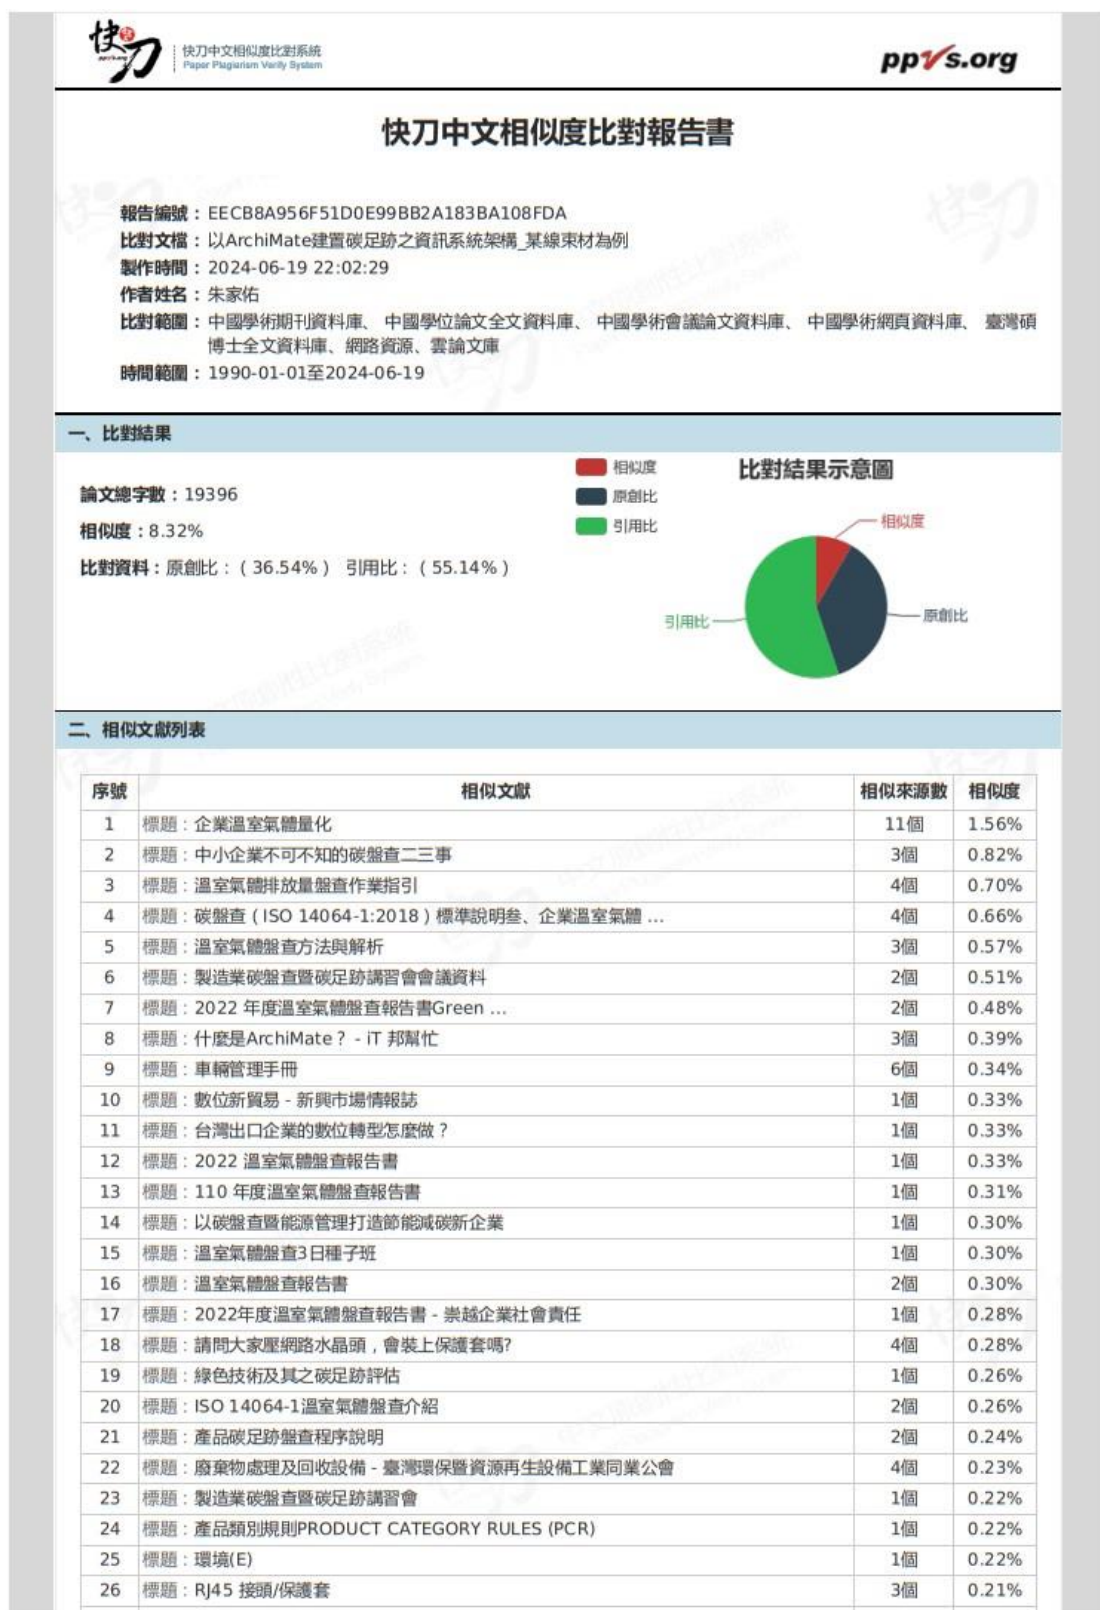 快刀 ppvs.org
快刀中文相似度比對系統
Paper Plagiarism Verify System
ppvs.org
快刀中文相似度比對報告書
報告編號：EECB8A956F51D0E99BB2A183BA108FDA
比對文檔：以ArchiMate建置碳足跡之資訊系統架構_某線束材為例
製作時間：2024-06-19 22:02:29
作者姓名：朱家佑
比對範圍：中國學術期刊資料庫、 中國學位論文全文資料庫、 中國學術會議論文資料庫、 中國學術網頁資料庫、 臺灣碩
博士全文資料庫、網路資源、雲論文庫
時間範圍：1990-01-01至2024-06-19
一、比對結果
論文總字數：19396
相似度：8.32%
比對資料：原創比：（36.54%） 引用比：（55.14%）
相似度
原創比
引用比
比對結果示意圖
相似度
原創比
引用比
二、相似文獻列表
序號 相似文獻 相似來源數 相似度
1 標題：企業溫室氣體量化 11個 1.56%
2 標題：中小企業不可不知的碳盤查二三事 3個 0.82%
3 標題：溫室氣體排放量盤查作業指引 4個 0.70%
4 標題：碳盤查（ISO 14064-1:2018）標準說明叁、企業溫室氣體 ... 4個 0.66%
5 標題：溫室氣體盤查方法與解析 3個 0.57%
6 標題：製造業碳盤查暨碳足跡講習會會議資料 2個 0.51%
7 標題：2022 年度溫室氣體盤查報告書Green ... 2個 0.48%
8 標題：什麼是ArchiMate？ - iT 邦幫忙 3個 0.39%
9 標題：車輛管理手冊 6個 0.34%
10 標題：數位新貿易 - 新興市場情報誌 1個 0.33%
11 標題：台灣出口企業的數位轉型怎麼做？ 1個 0.33%
12 標題：2022 溫室氣體盤查報告書 1個 0.33%
13 標題：110 年度溫室氣體盤查報告書 1個 0.31%
14 標題：以碳盤查暨能源管理打造節能減碳新企業 1個 0.30%
15 標題：溫室氣體盤查3日種子班 1個 0.30%
16 標題：溫室氣體盤查報告書 2個 0.30%
17 標題：2022年度溫室氣體盤查報告書 - 崇越企業社會責任 1個 0.28%
18 標題：請問大家壓網路水晶頭，會裝上保護套嗎? 4個 0.28%
19 標題：綠色技術及其之碳足跡評估 1個 0.26%
20 標題：ISO 14064-1溫室氣體盤查介紹 2個 0.26%
21 標題：產品碳足跡盤查程序說明 2個 0.24%
22 標題：廢棄物處理及回收設備 - 臺灣環保暨資源再生設備工業同業公會 4個 0.23%
23 標題：製造業碳盤查暨碳足跡講習會 1個 0.22%
24 標題：產品類別規則PRODUCT CATEGORY RULES (PCR) 1個 0.22%
25 標題：環境(E) 1個 0.22%
26 標題：RJ45 接頭/保護套 3個 0.21%